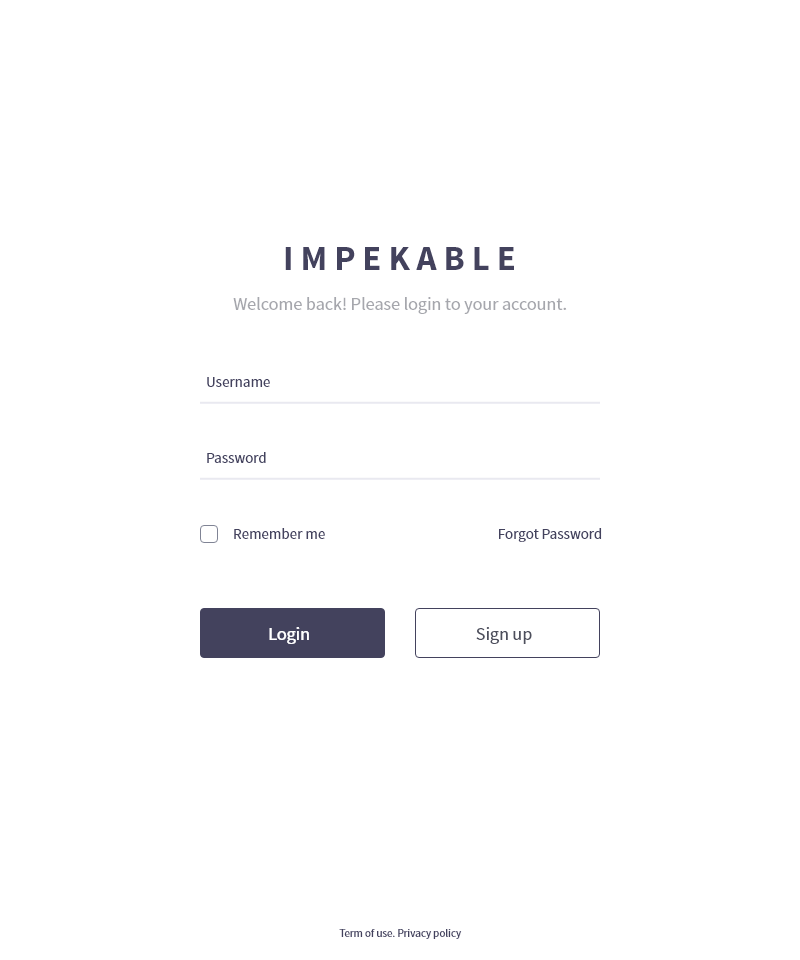 IMPEKABLE
Welcome back! Please login to your account.
Username
Password
Remember me
Forgot Password
Login
Sign up
Term of use. Privacy policy